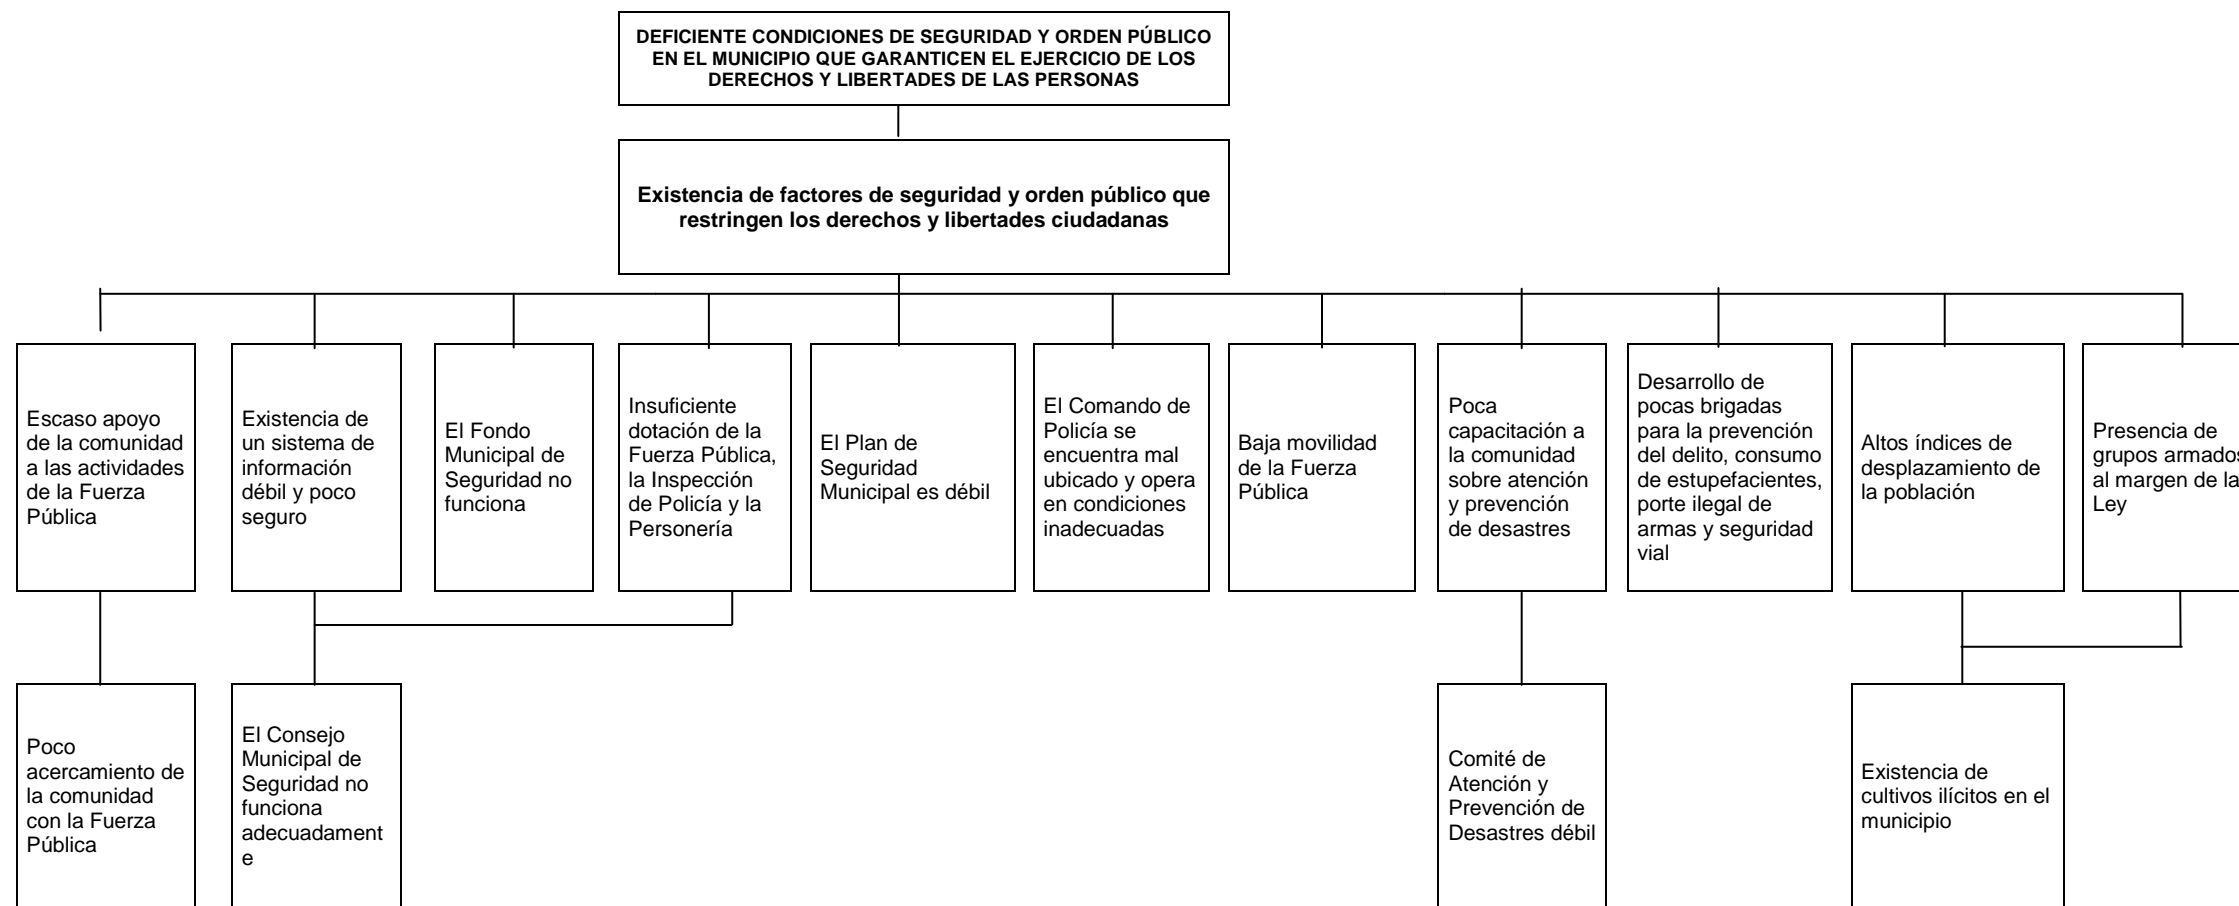 DEFICIENTE CONDICIONES DE SEGURIDAD Y ORDEN PÚBLICO
EN EL MUNICIPIO QUE GARANTICEN EL EJERCICIO DE LOS
DERECHOS Y LIBERTADES DE LAS PERSONAS
Existencia de factores de seguridad y orden público que
restringen los derechos y libertades ciudadanas
Escaso apoyo
de la comunidad
a las actividades
de la Fuerza
Pública
Existencia de
un sistema de
información
débil y poco
seguro
El Fondo
Municipal de
Seguridad no
funciona
Insuficiente
dotación de la
Fuerza Pública,
la Inspección
de Policía y la
Personería
El Plan de
Seguridad
Municipal es débil
El Comando de
Policía se
encuentra mal
ubicado y opera
en condiciones
inadecuadas
Baja movilidad
de la Fuerza
Pública
Poca
capacitación a
la comunidad
sobre atención
y prevención
de desastres
Desarrollo de
pocas brigadas
para la prevención
del delito, consumo
de estupefacientes,
porte ilegal de
armas y seguridad
vial
Altos índices de
desplazamiento de
la población
Presencia de
grupos armados
al margen de la
Ley
Poco
acercamiento de
la comunidad
con la Fuerza
Pública
El Consejo
Municipal de
Seguridad no
funciona
adecuadament
e
Comité de
Atención y
Prevención de
Desastres débil
Existencia de
cultivos ilícitos en el
municipio